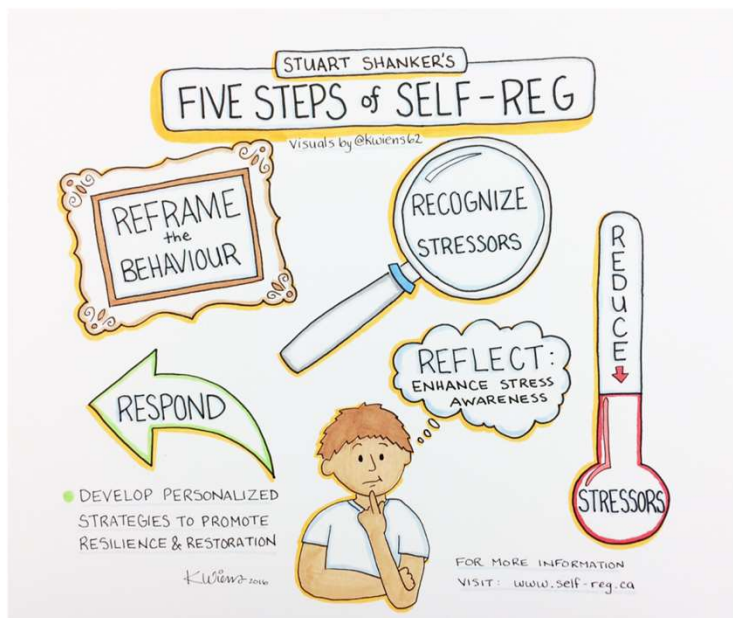 STUART SHANKER'S
FIVE STEPS of SELF-REG
Visuals by @kwiens62
REFRAME
the
BEHAVIOUR
RECOGNIZE
STRESSORS
REDUCE
STRESSORS
REFLECT:
ENHANCE STRESS
AWARENESS
RESPOND
DEVELOP PERSONALIZED
STRATEGIES TO PROMOTE
RESILIENCE & RESTORATION
KWiens 2016
FOR MORE INFORMATION
VISIT: www.self-reg.ca